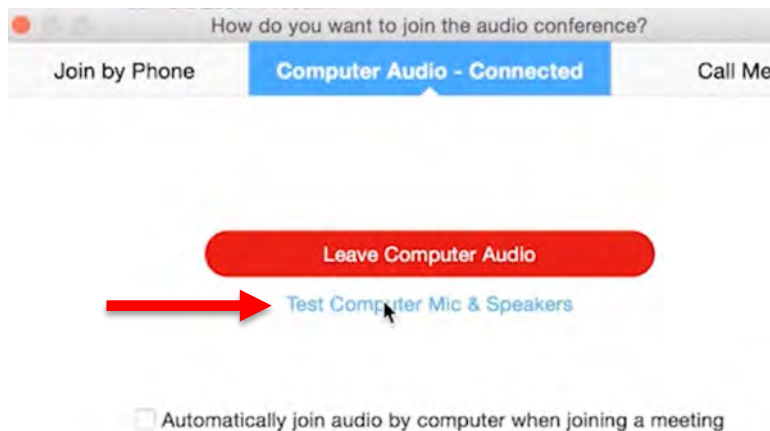 How do you want to join the audio conference?
Join by Phone
Computer Audio - Connected
Call Me
Leave Computer Audio
Test Computer Mic & Speakers
Automatically join audio by computer when joining a meeting